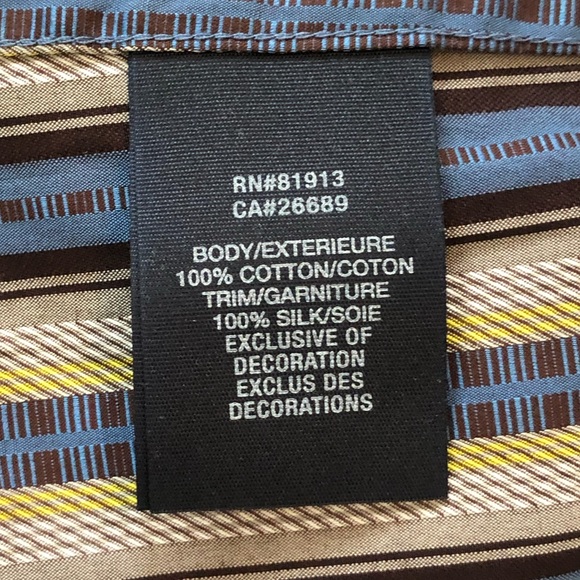 RN#81913
CA#26689
BODY/EXTERIEURE
100% COTTON/COTON
TRIM/GARNITURE
100% SILK/SOIE
EXCLUSIVE OF
DECORATION
EXCLUS DES
DECORATIONS